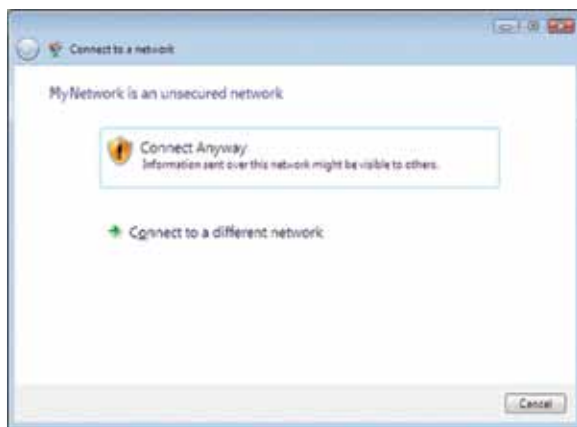 Connect to a network
MyNetwork is an unsecured network
Connect Anyway
Information sent over this network might be visible to others.
Connect to a different network
Cancel